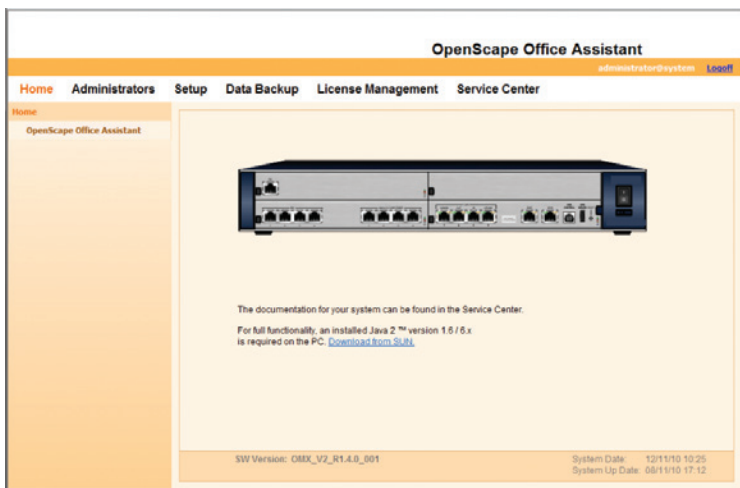 OpenScape Office Assistant
administrator@system Logoff
Home Administrators Setup Data Backup License Management Service Center
Home
OpenScape Office Assistant
The documentation for your system can be found in the Service Center.
For full functionality, an installed Java 2 ™ version 1.6 / 6.x
is required on the PC. Download from SUN.
SW Version: OMX_V2_R1.4.0_001
System Date: 12/11/10 10:25
System Up Date: 08/11/10 17:12